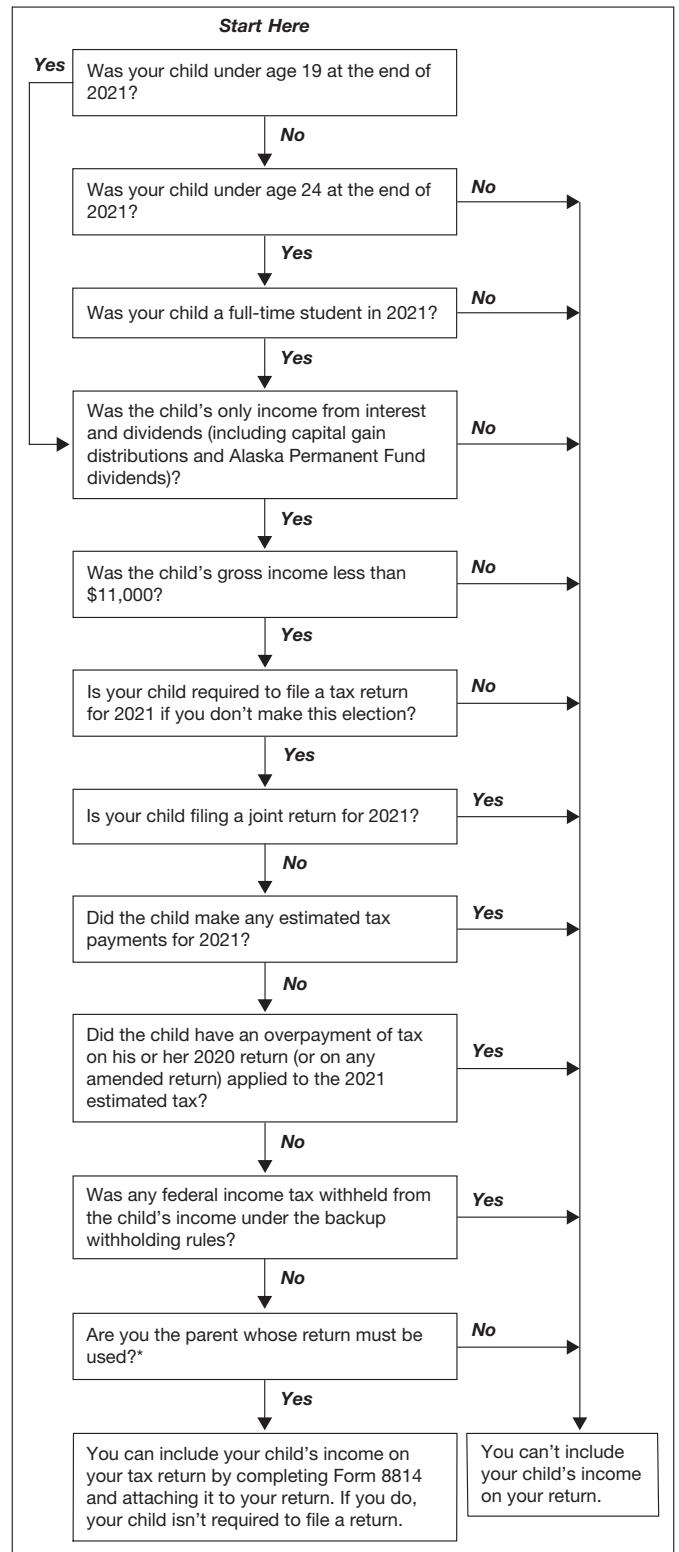 Start Here
Yes
Was your child under age 19 at the end of
2021?
No
Was your child under age 24 at the end of
2021?
No
Yes
Was your child a full-time student in 2021?
No
Yes
Was the child's only income from interest
and dividends (including capital gain
distributions and Alaska Permanent Fund
dividends)?
No
Yes
Was the child's gross income less than
$11,000?
No
Yes
Is your child required to file a tax return
for 2021 if you don't make this election?
No
Yes
Is your child filing a joint return for 2021?
Yes
No
Did the child make any estimated tax
payments for 2021?
Yes
No
Did the child have an overpayment of tax
on his or her 2020 return (or on any
amended return) applied to the 2021
estimated tax?
Yes
No
Was any federal income tax withheld from
the child's income under the backup
withholding rules?
Yes
No
Are you the parent whose return must be
used?*
No
Yes
You can include your child's income on
your tax return by completing Form 8814
and attaching it to your return. If you do,
your child isn't required to file a return.
You can't include
your child's income
on your return.